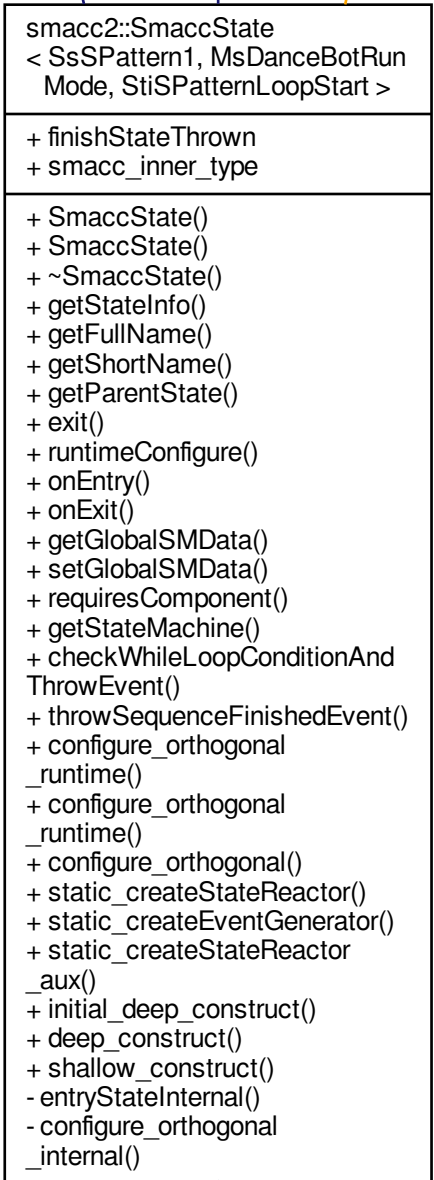 smacc2::SmaccState
< SsSPattern1, MsDanceBotRun
Mode, StiSPatternLoopStart >
+ finishStateThrown
+ smacc_inner_type
+ SmaccState()
+ SmaccState()
+ ~SmaccState()
+ getStateInfo()
+ getFullName()
+ getShortName()
+ getParentState()
+ exit()
+ runtimeConfigure()
+ onEntry()
+ onExit()
+ getGlobalSMData()
+ setGlobalSMData()
+ requiresComponent()
+ getStateMachine()
+ checkWhileLoopConditionAnd
ThrowEvent()
+ throwSequenceFinishedEvent()
+ configure_orthogonal
_runtime()
+ configure_orthogonal
_runtime()
+ configure_orthogonal()
+ static_createStateReactor()
+ static_createEventGenerator()
+ static_createStateReactor
_aux()
+ initial_deep_construct()
+ deep_construct()
+ shallow_construct()
- entryStateInternal()
- configure_orthogonal
_internal()